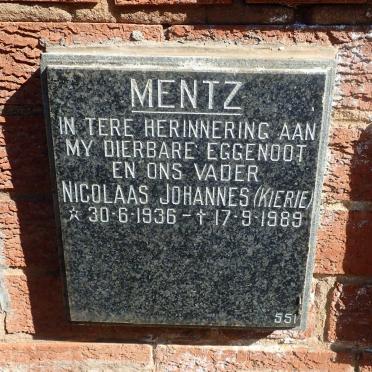 MENTZ
IN TERE HERINNERING AAN
MY DIERBARE EGGENOOT
EN ONS VADER
NICOLAAS JOHANNES (KIERIE)
☆ 30·6·1936 – † 17·9·1989
551